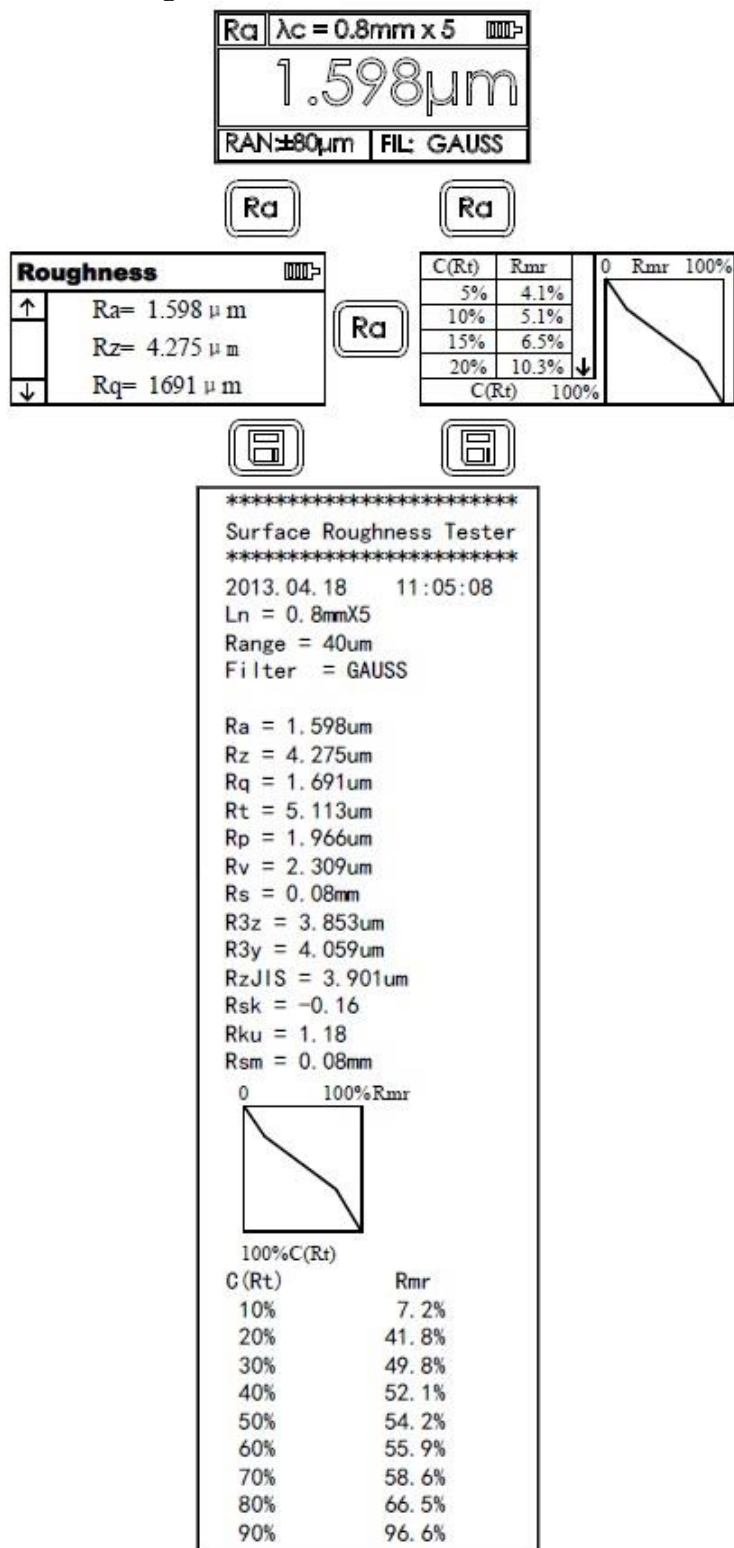 Ra λc = 0.8mm x 5
1.598μm
RAN:±80μm FIL: GAUSS
Ra Ra
Roughness
↑ Ra= 1.598 μm
Rz= 4.275 μm
↓ Rq= 1691 μm
Ra
C(Rt) Rmr
5% 4.1%
10% 5.1%
15% 6.5%
20% 10.3% ↓
C(Rt) 100%
0 Rmr 100%
************************
Surface Roughness Tester
************************
2013.04.18 11:05:08
Ln = 0.8mmX5
Range = 40um
Filter = GAUSS
Ra = 1.598um
Rz = 4.275um
Rq = 1.691um
Rt = 5.113um
Rp = 1.966um
Rv = 2.309um
Rs = 0.08mm
R3z = 3.853um
R3y = 4.059um
RzJIS = 3.901um
Rsk = -0.16
Rku = 1.18
Rsm = 0.08mm
0 100%Rmr
100%C(Rt)
C(Rt) Rmr
10% 7.2%
20% 41.8%
30% 49.8%
40% 52.1%
50% 54.2%
60% 55.9%
70% 58.6%
80% 66.5%
90% 96.6%